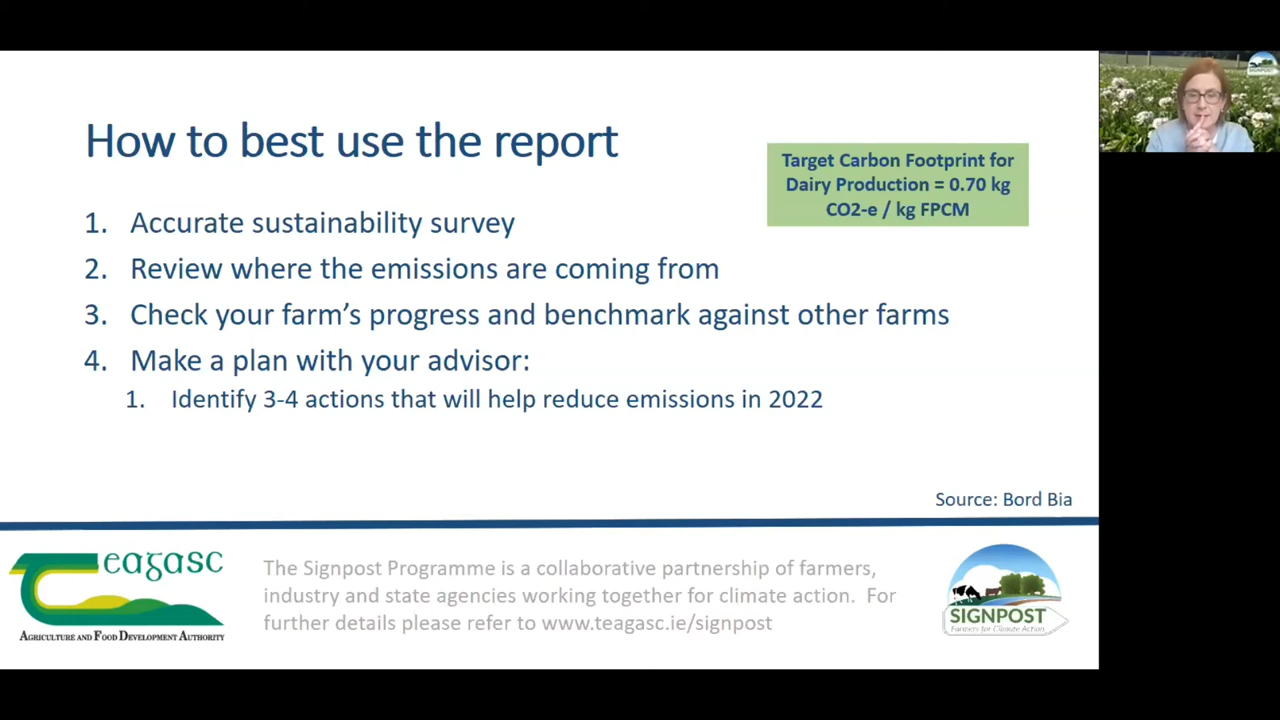 How to best use the report
Target Carbon Footprint for
Dairy Production = 0.70 kg
CO2-e / kg FPCM
1. Accurate sustainability survey
2. Review where the emissions are coming from
3. Check your farm's progress and benchmark against other farms
4. Make a plan with your advisor:
1. Identify 3-4 actions that will help reduce emissions in 2022
Source: Bord Bia
eagasc
AGRICULTURE AND FOOD DEVELOPMENT AUTHORITY
The Signpost Programme is a collaborative partnership of farmers,
industry and state agencies working together for climate action. For
further details please refer to www.teagasc.ie/signpost
SIGNPOST
Farmers for Climate Action
SIGNPOST